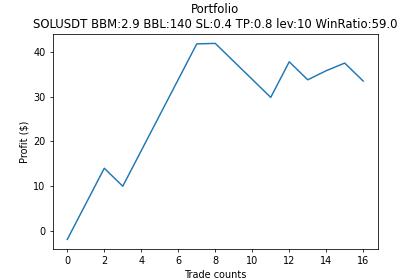 Portfolio
SOLUSDT BBM:2.9 BBL:140 SL:0.4 TP:0.8 lev:10 WinRatio:59.0
40
30
20
10
0
Profit ($)
0 2 4 6 8 10 12 14 16
Trade counts